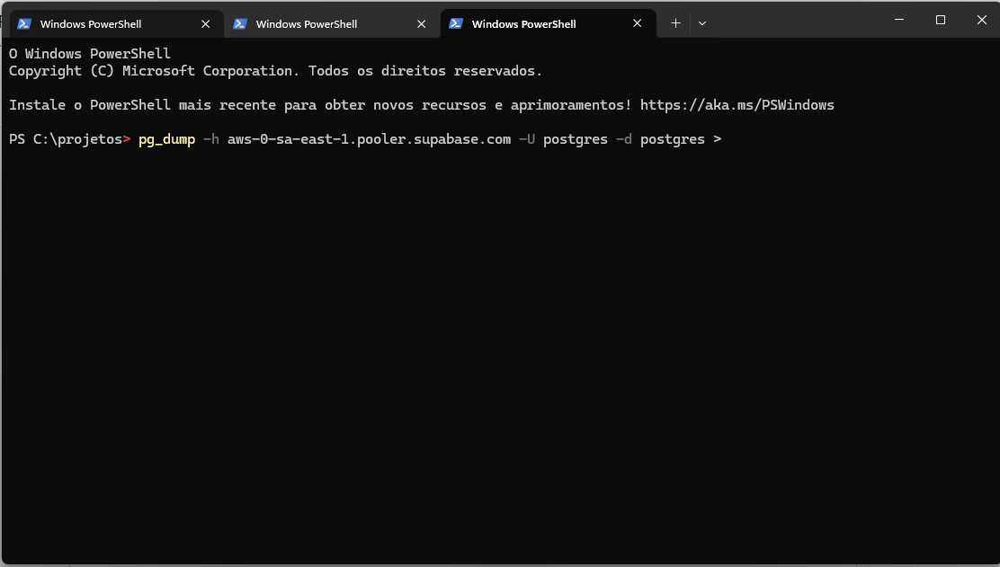 Windows PowerShell
Windows PowerShell
Windows PowerShell
O Windows PowerShell
Copyright (C) Microsoft Corporation. Todos os direitos reservados.
Instale o PowerShell mais recente para obter novos recursos e aprimoramentos! https://aka.ms/PSWindows
PS C:\projetos> pg_dump -h aws-0-sa-east-1.pooler.supabase.com -U postgres -d postgres >